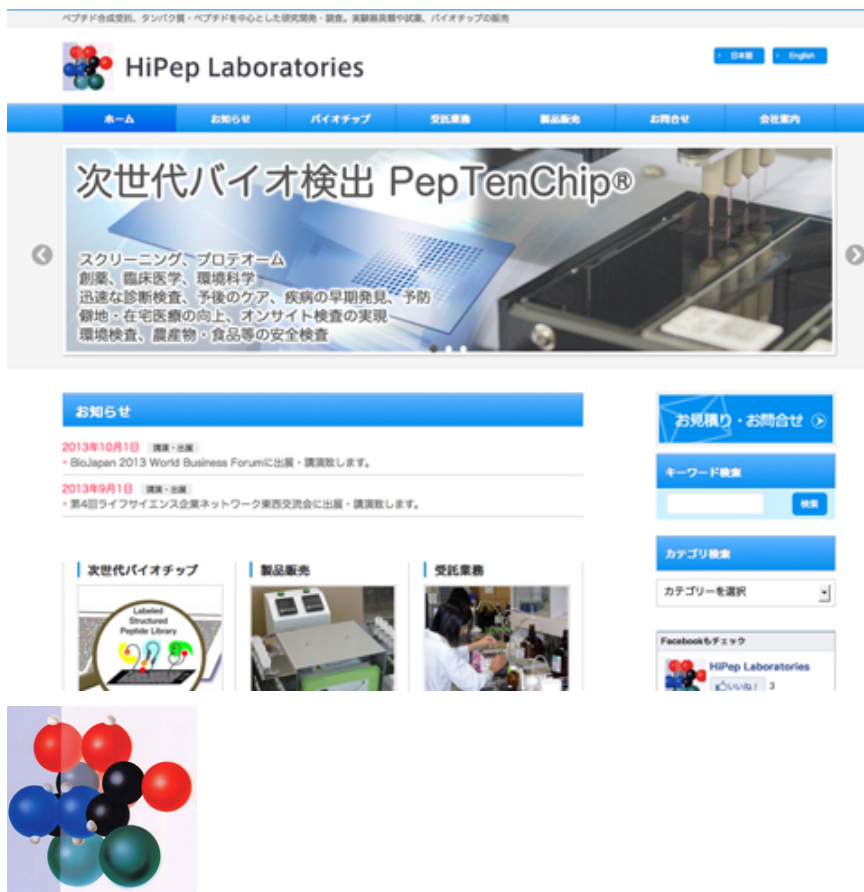 ペプチド合成受託、タンパク質・ペプチドを中心とした研究開発・調査。実験器具類や試薬、バイオチップの販売
HiPep Laboratories
日本語
English
ホーム
お知らせ
バイオチップ
受託業務
製品販売
お問合せ
会社案内
次世代バイオ検出 PepTenChip®
スクリーニング、プロテオーム
創薬、臨床医学、環境科学
迅速な診断検査、予後のケア、疾病の早期発見、予防
僻地・在宅医療の向上、オンサイト検査の実現
環境検査、農産物・食品等の安全検査
お知らせ
2013年10月1日 講演・出展
BioJapan 2013 World Business Forumに出展・講演致します。
2013年9月1日 講演・出展
第4回ライフサイエンス企業ネットワーク東西交流会に出展・講演致します。
お見積り・お問合せ
キーワード検索
検索
カテゴリ検索
カテゴリーを選択
Facebookもチェック
HiPep Laboratories
いいね！ 3
次世代バイオチップ
製品販売
受託業務
Labeled
Structured
Peptide Library